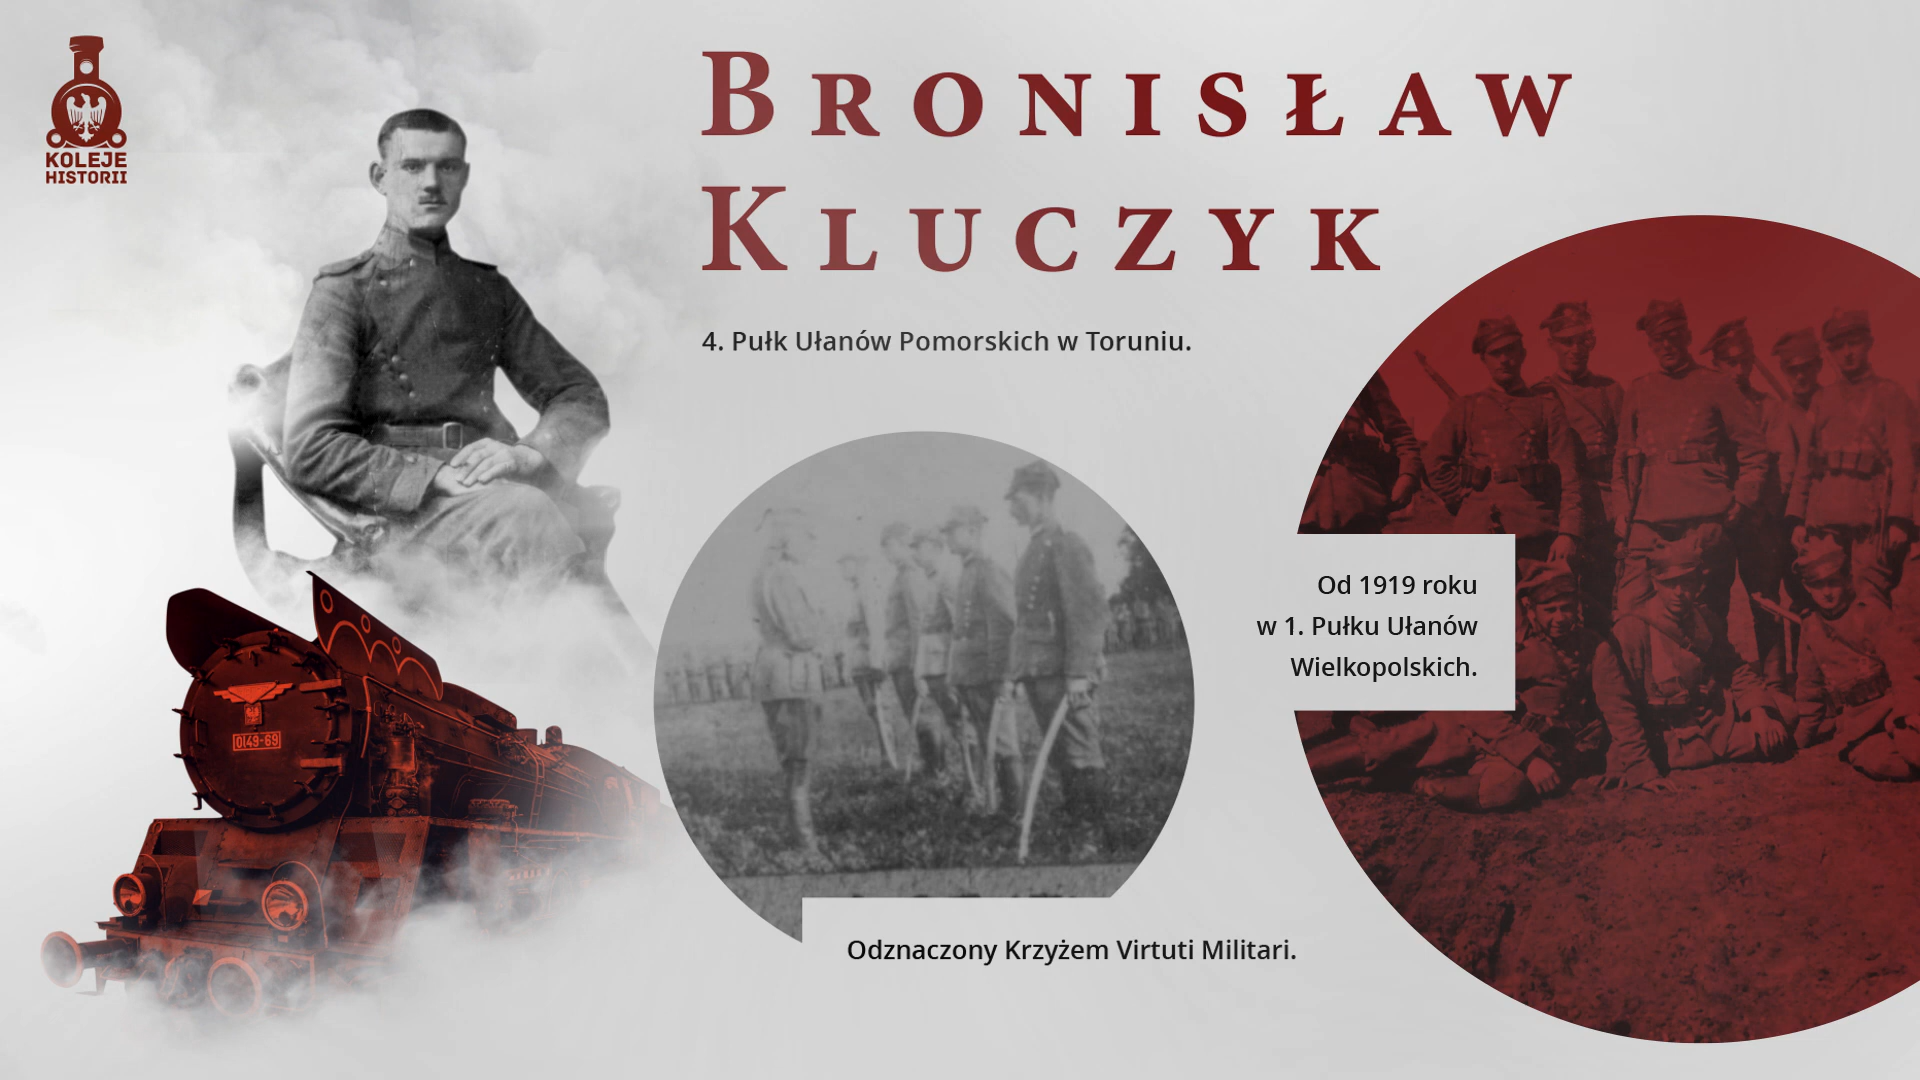 KOLEJE
HISTORII
BRONISŁAW
KLUCZYK
4. Pułk Ułanów Pomorskich w Toruniu.
Od 1919 roku
w 1. Pułku Ułanów
Wielkopolskich.
Ol49-69
Odznaczony Krzyżem Virtuti Militari.